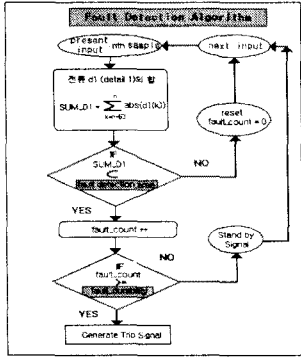 Fault Detection Algorithm
present input
nth sample
next input
전류 d1 (detail 1)의 합
SUM_D1 = Σ abs(d1(k))
n
reset
fault_count = 0
IF
SUM_D1
⊂
NO
YES
fault_count ++
Stand by
Signal
IF
fault_count
>=
NO
YES
Generate Trip Signal